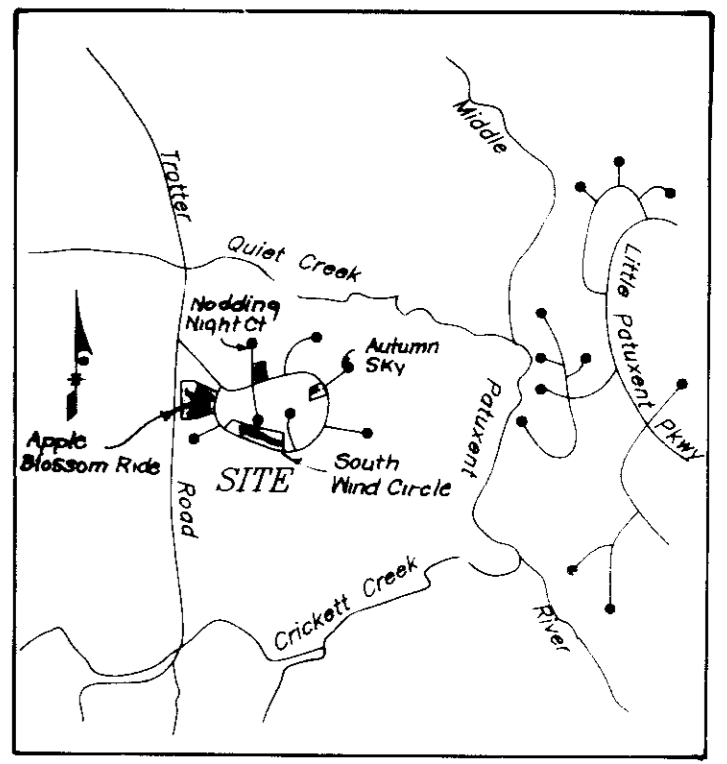 Middle
Trotter
Quiet Creek
Little Patuxent Pkwy
Nodding
Night Ct
Autumn
Sky
Patuxent
Apple
Blossom Ride
SITE
South
Wind Circle
Road
Crickett Creek
River